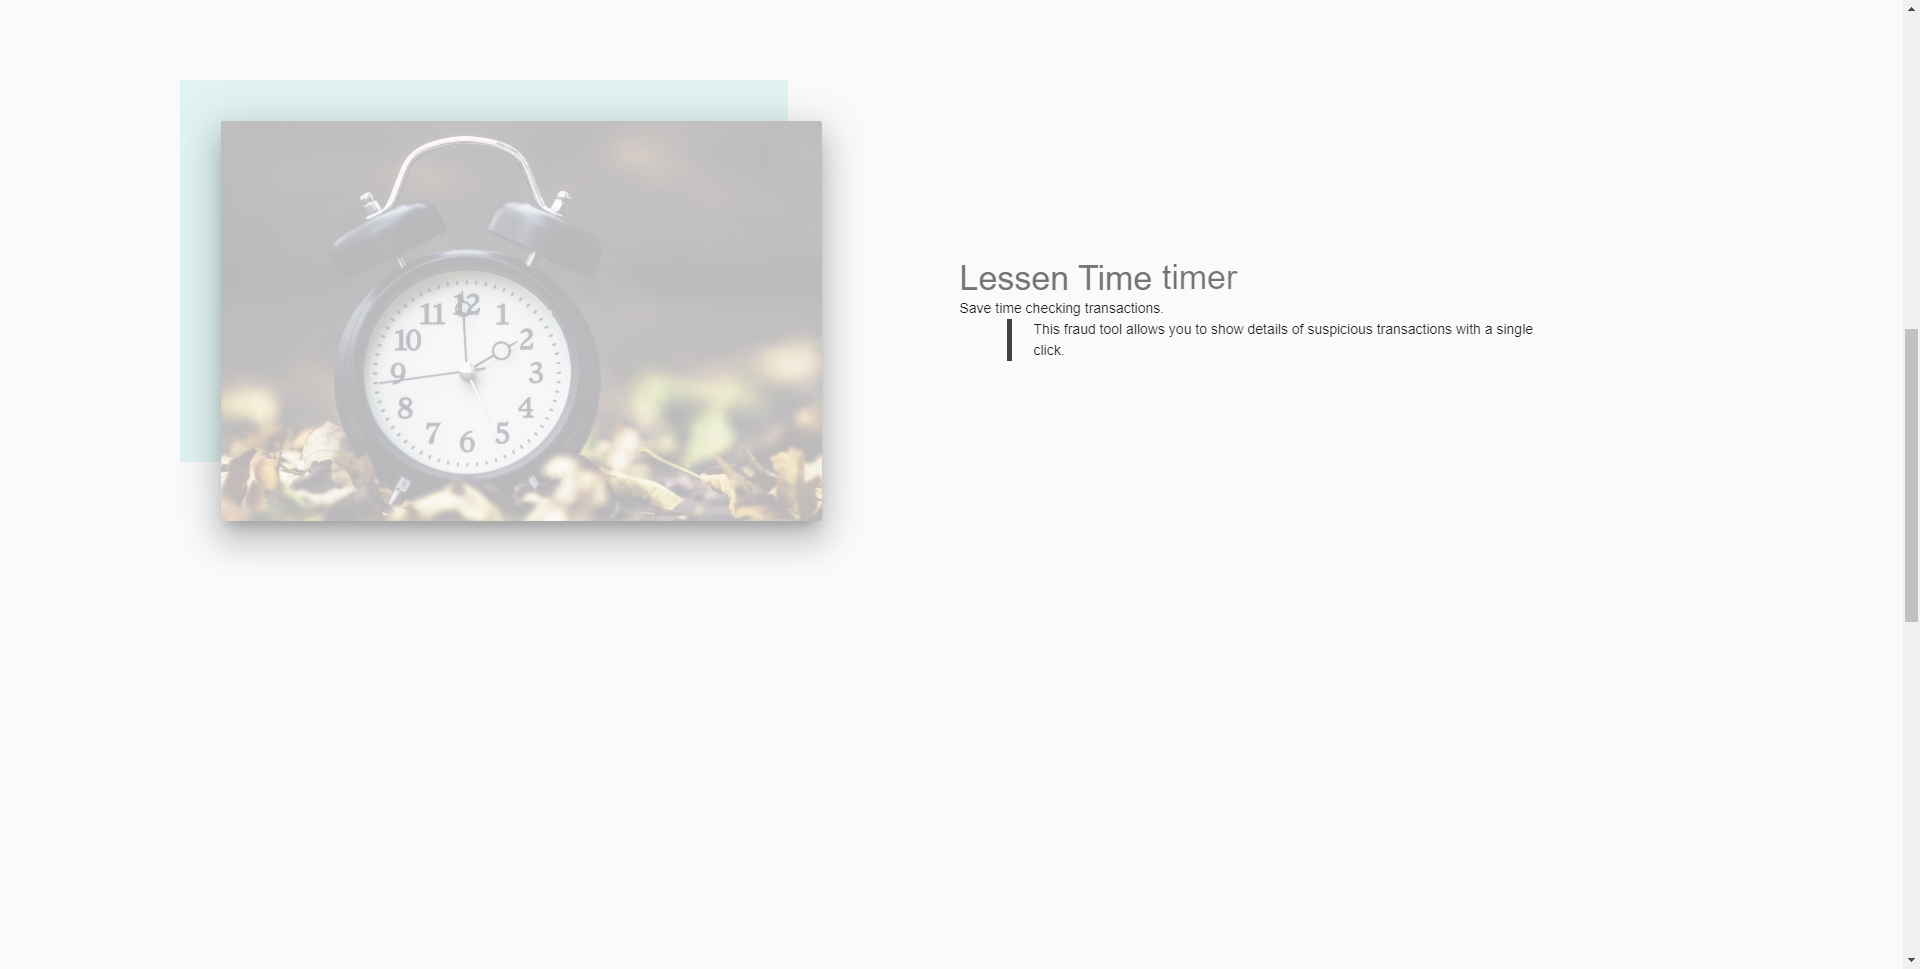 Lessen Time timer
Save time checking transactions.
This fraud tool allows you to show details of suspicious transactions with a single
click.
11 12 1
10 2
9 3
8 4
7 6 5